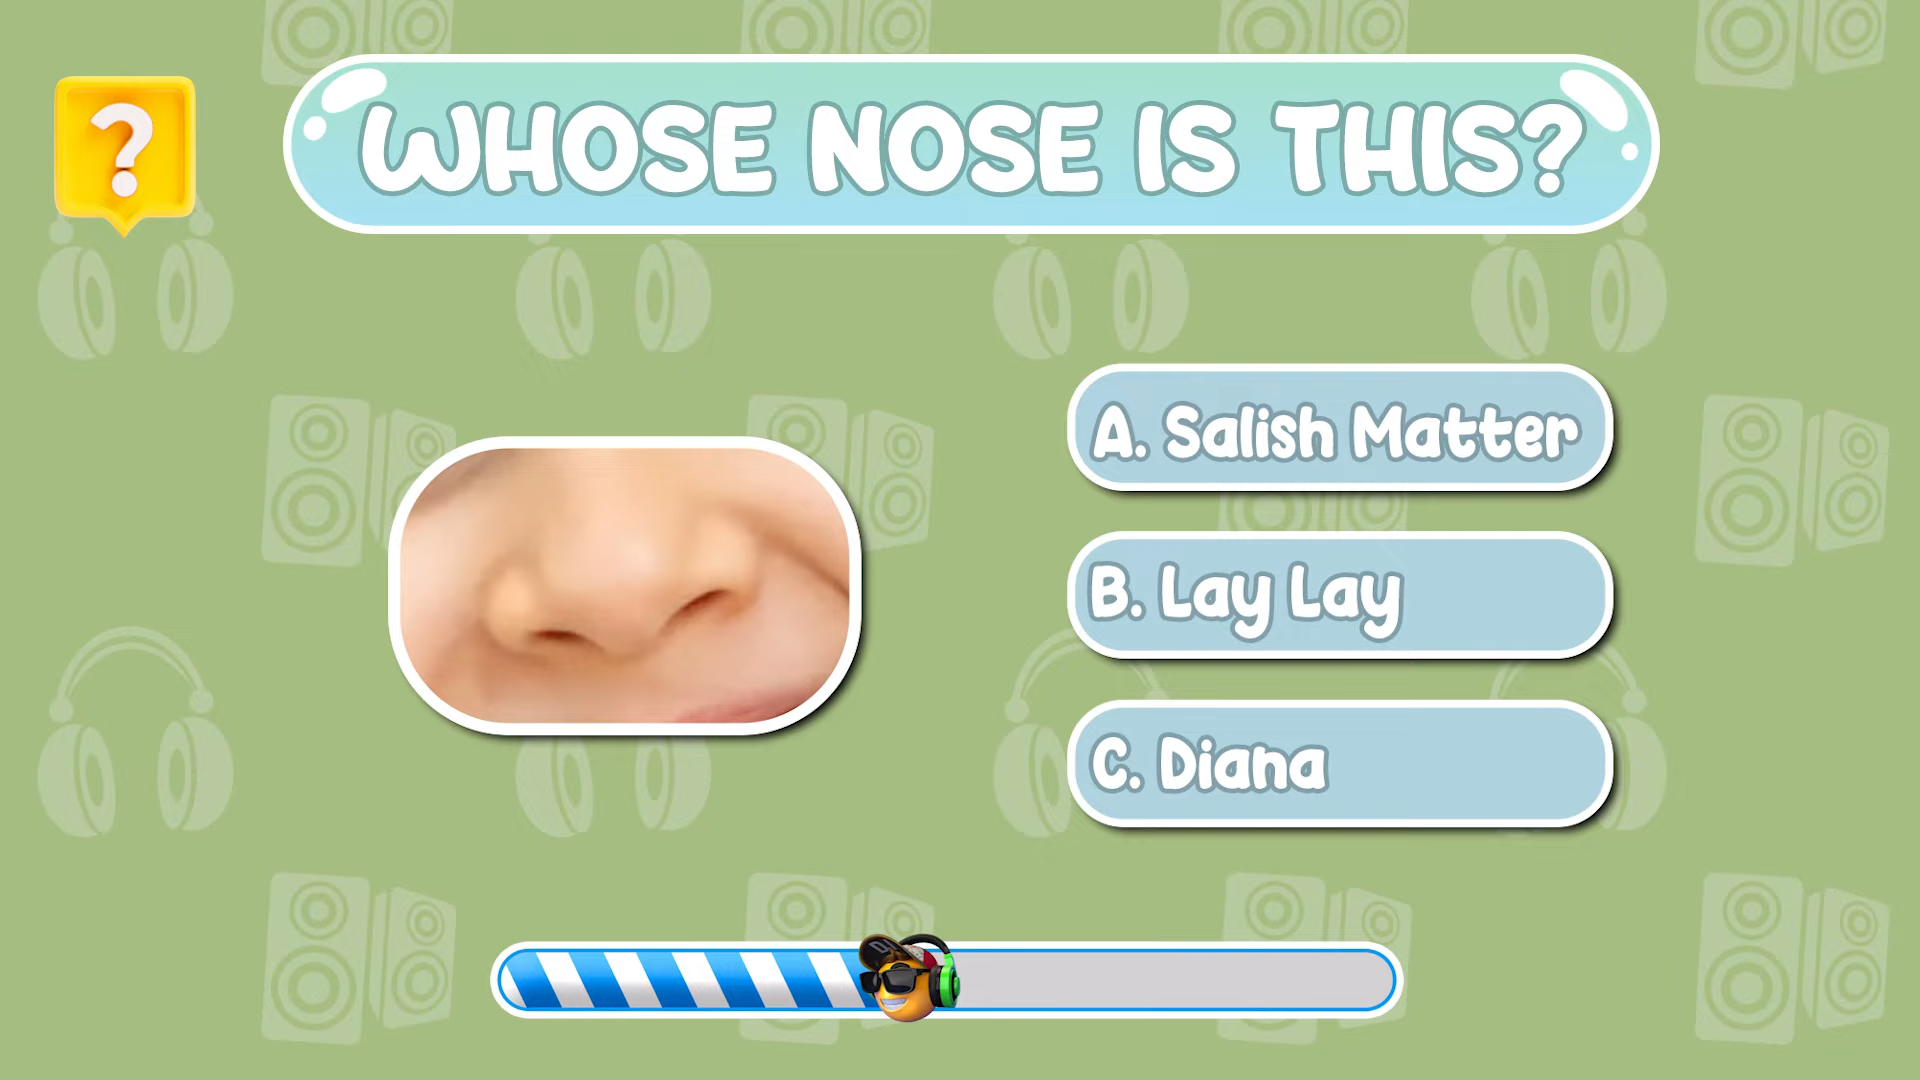 ?
WHOSE NOSE IS THIS?
A. Salish Matter
B. Lay Lay
C. Diana